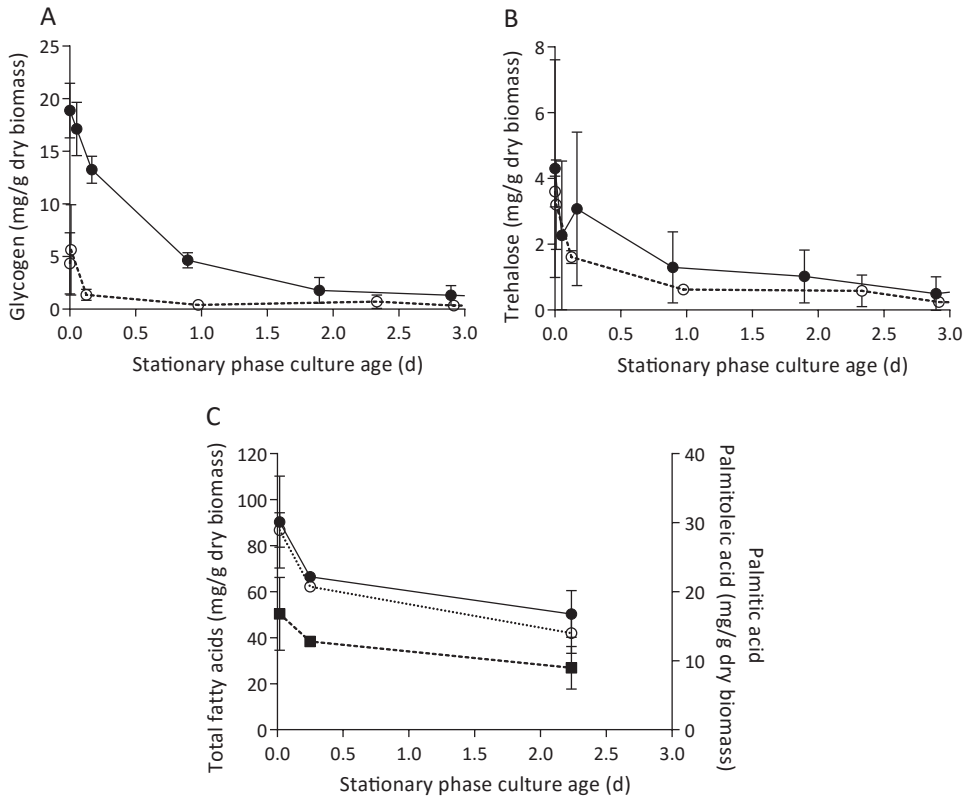 A
Glycogen (mg/g dry biomass)
25
20
15
10
5
0
0.0 0.5 1.0 1.5 2.0 2.5 3.0
Stationary phase culture age (d)
B
Trehalose (mg/g dry biomass)
8
6
4
2
0
0.0 0.5 1.0 1.5 2.0 2.5 3.0
Stationary phase culture age (d)
C
Total fatty acids (mg/g dry biomass)
120
100
80
60
40
20
0
0.0 0.5 1.0 1.5 2.0 2.5 3.0
Stationary phase culture age (d)
40
30
20
10
0
Palmitic acid
Palmitoleic acid (mg/g dry biomass)